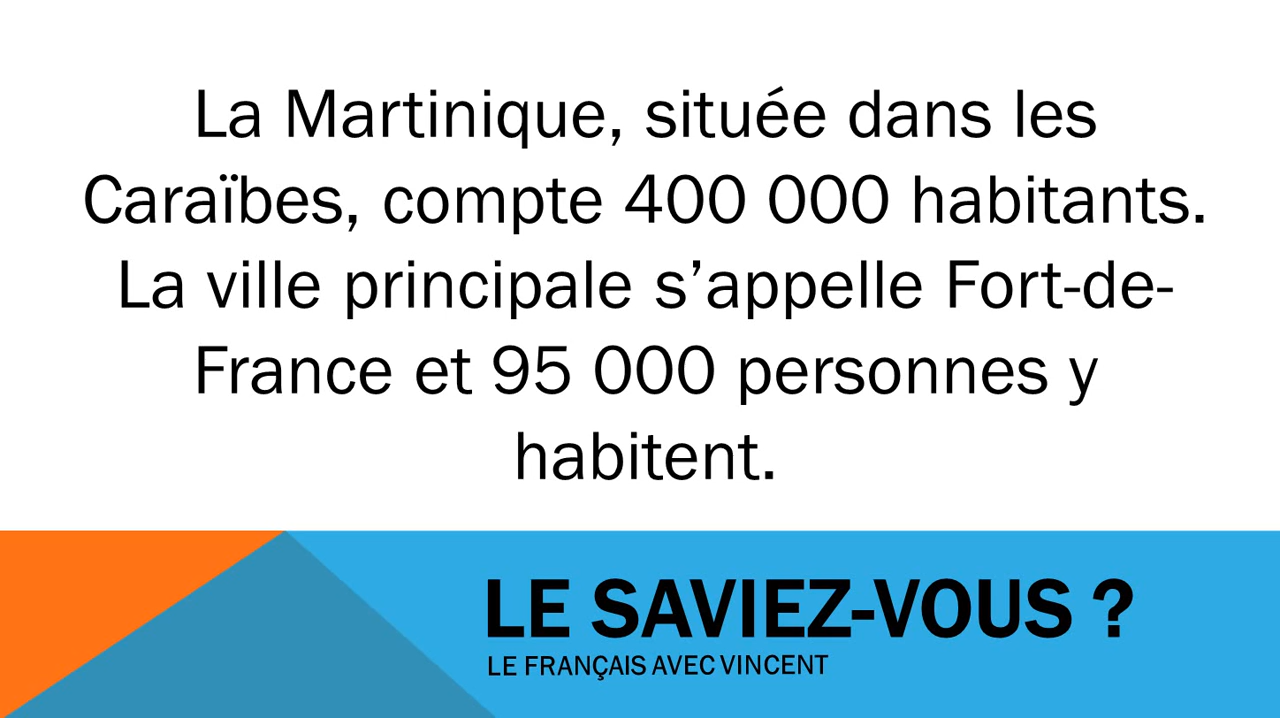 La Martinique, située dans les
Caraïbes, compte 400 000 habitants.
La ville principale s’appelle Fort-de-
France et 95 000 personnes y
habitent.
LE SAVIEZ-VOUS ?
LE FRANÇAIS AVEC VINCENT